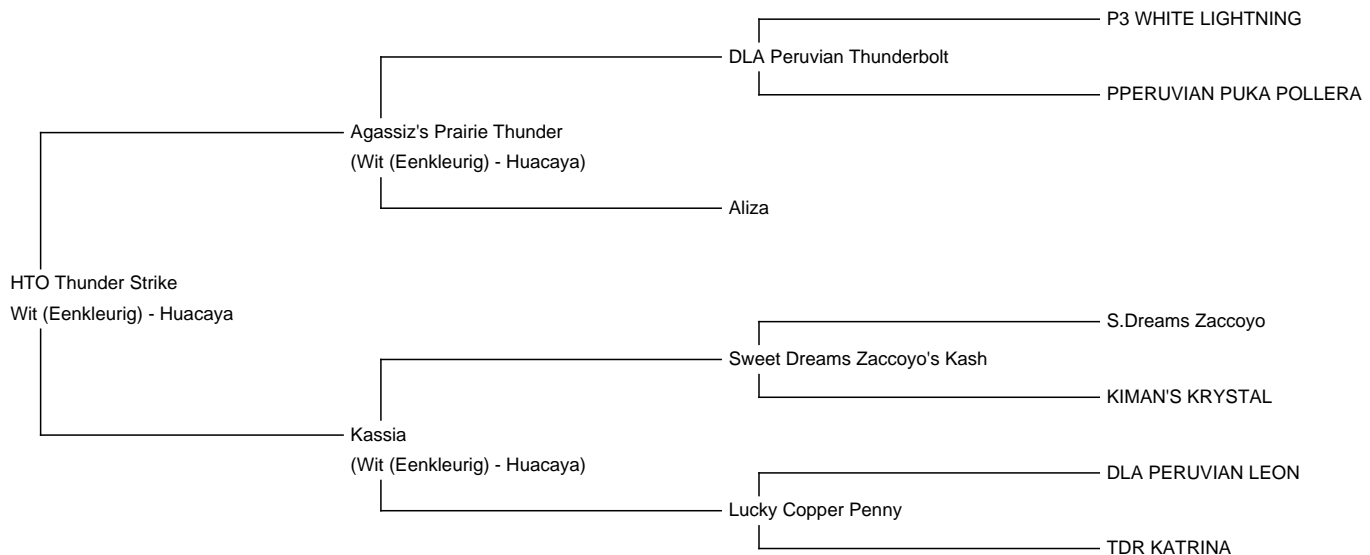 P3 WHITE LIGHTNING
DLA Peruvian Thunderbolt
PPERUVIAN PUKA POLLERA
Agassiz's Prairie Thunder
(Wit (Eenkleurig) - Huacaya)
Aliza
HTO Thunder Strike
Wit (Eenkleurig) - Huacaya
S.Dreams Zaccoyo
Sweet Dreams Zaccoyo's Kash
KIMAN'S KRYSTAL
Kassia
(Wit (Eenkleurig) - Huacaya)
DLA PERUVIAN LEON
Lucky Copper Penny
TDR KATRINA